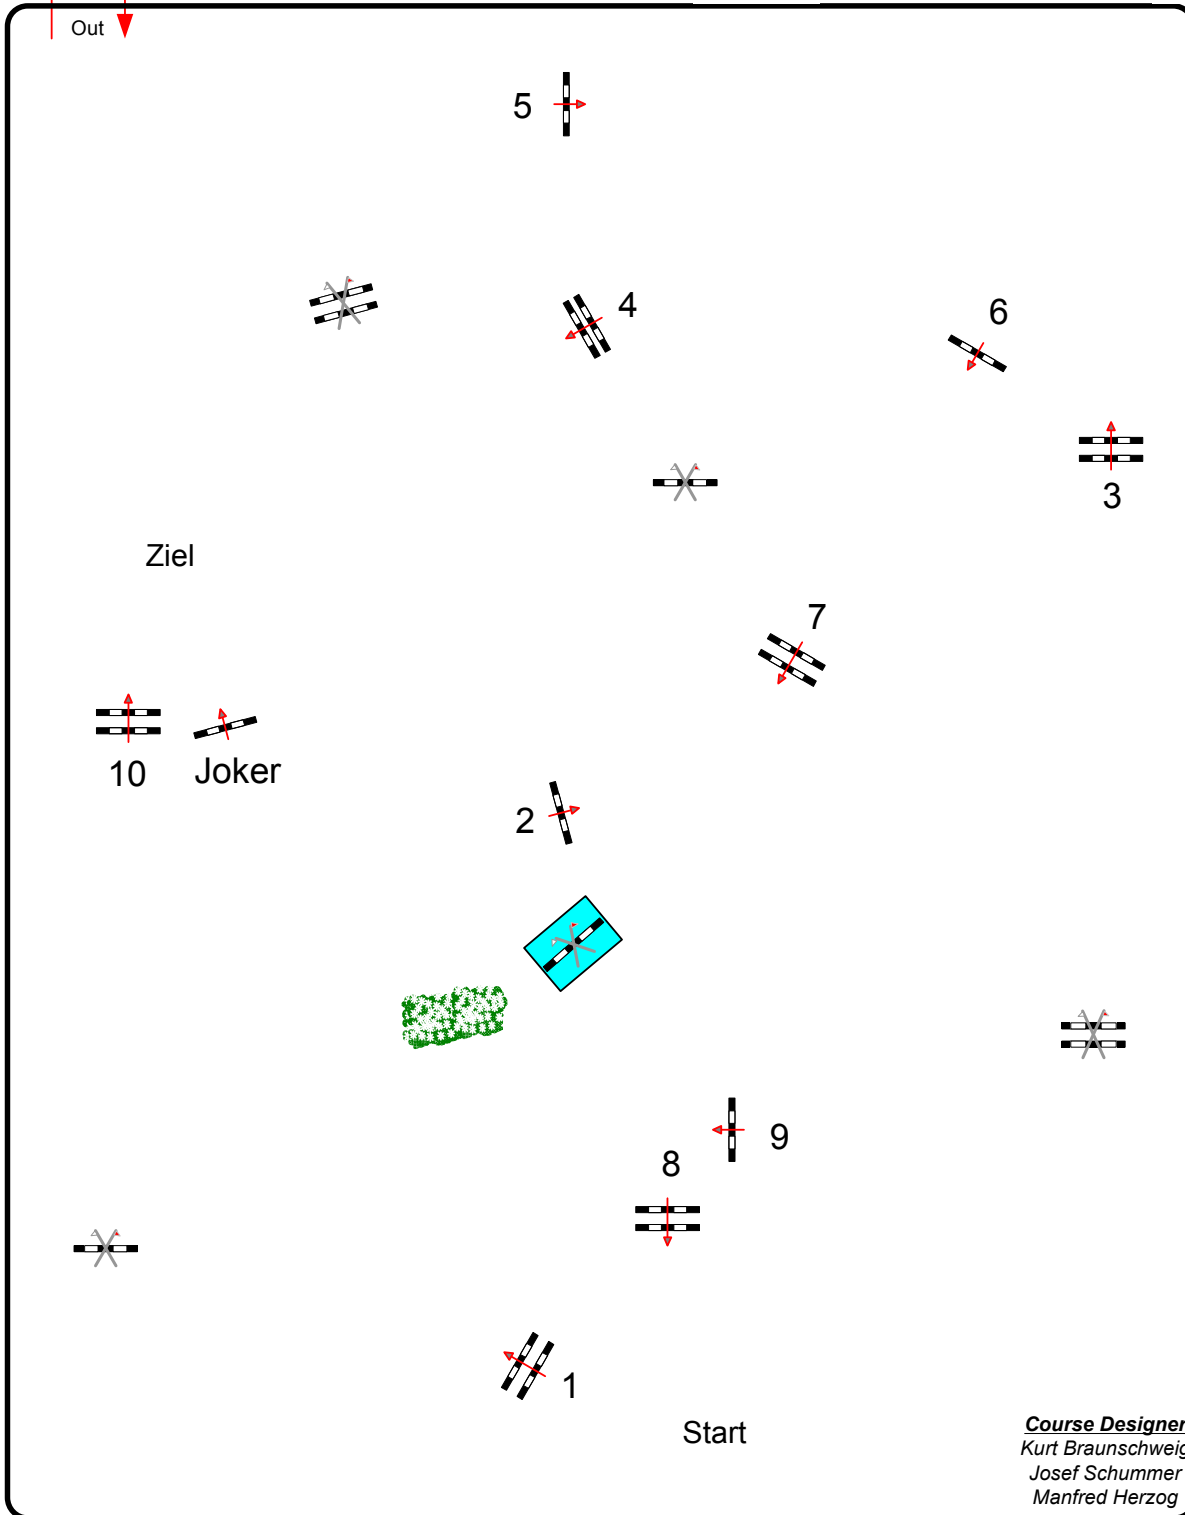 Out
5
4
6
3
Ziel
7
10
Joker
2
9
8
1
Start
Course Designer
Kurt Braunschweig
Josef Schummer
Manfred Herzog